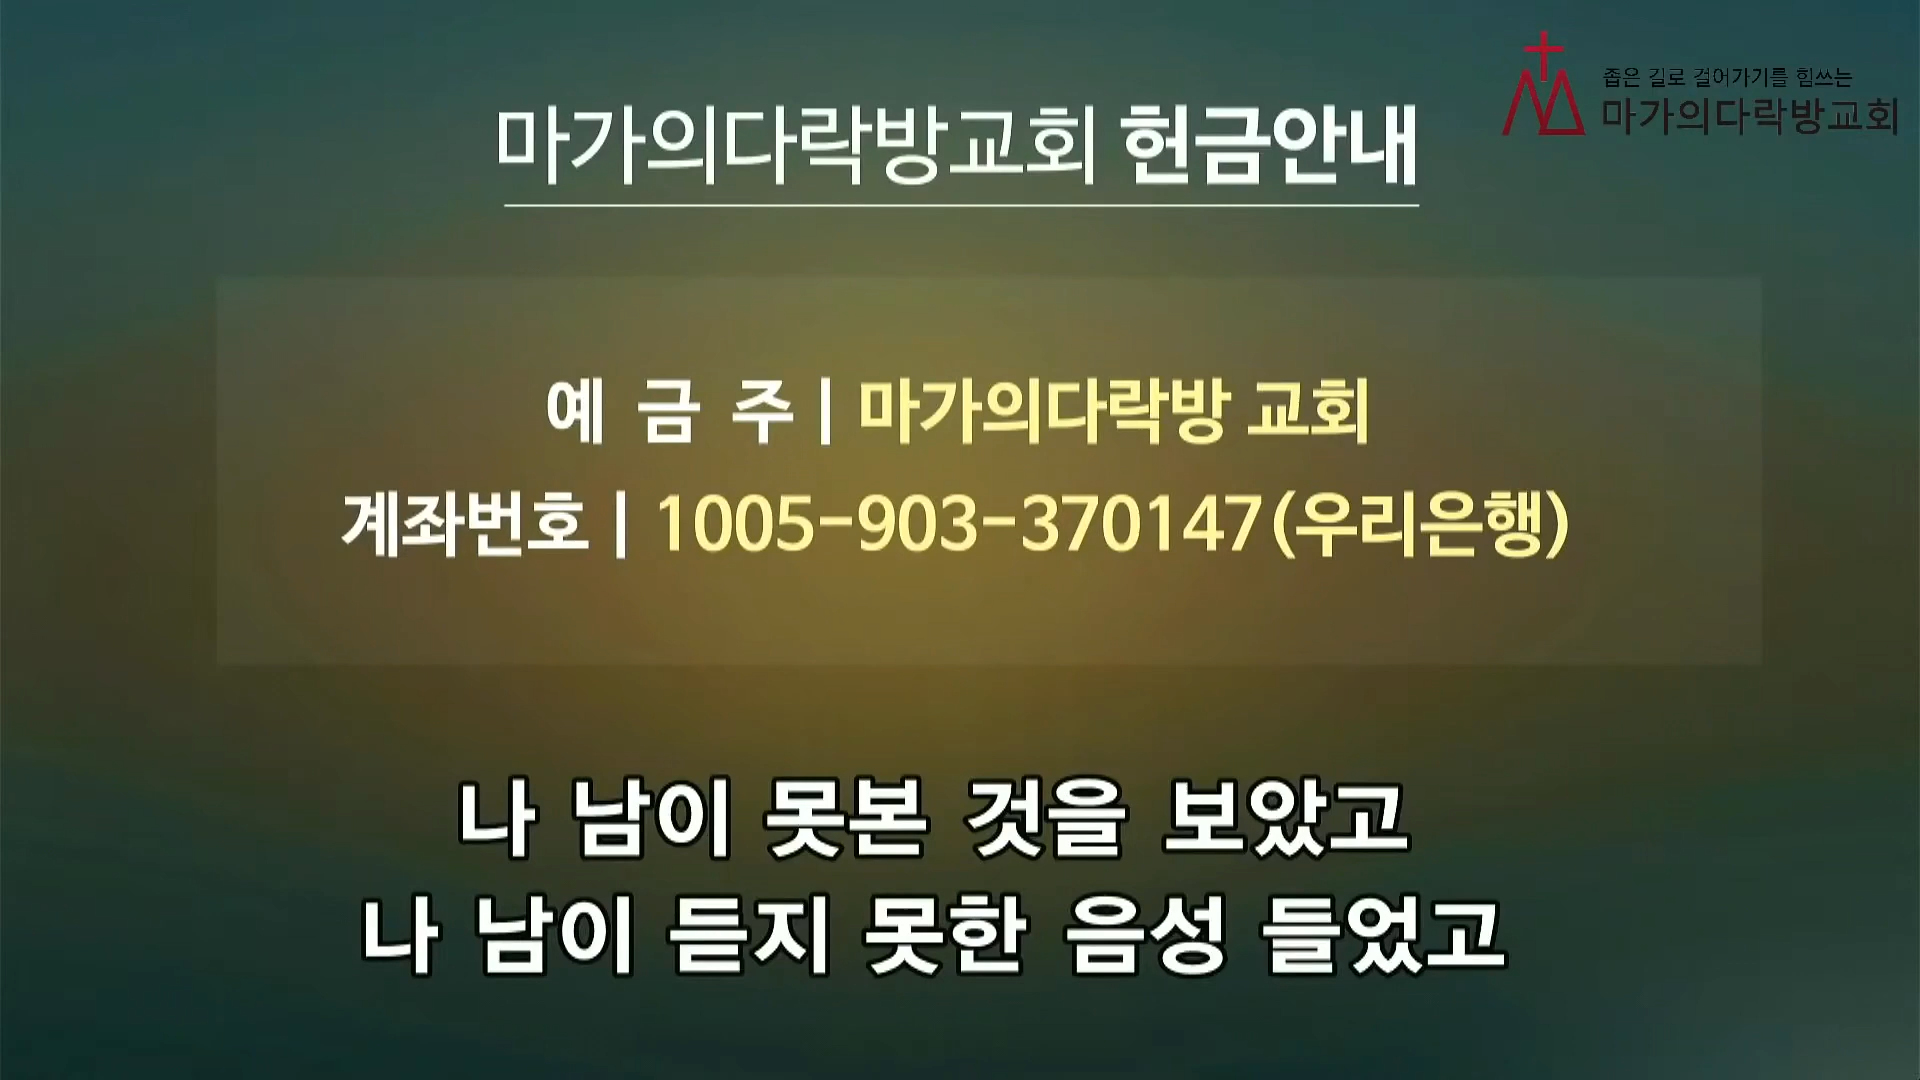 좁은 길로 걸어가기를 힘쓰는
마가의다락방교회
마가의다락방교회 헌금안내
예 금 주 | 마가의다락방 교회
계좌번호 | 1005-903-370147(우리은행)
나 남이 못본 것을 보았고
나 남이 듣지 못한 음성 들었고